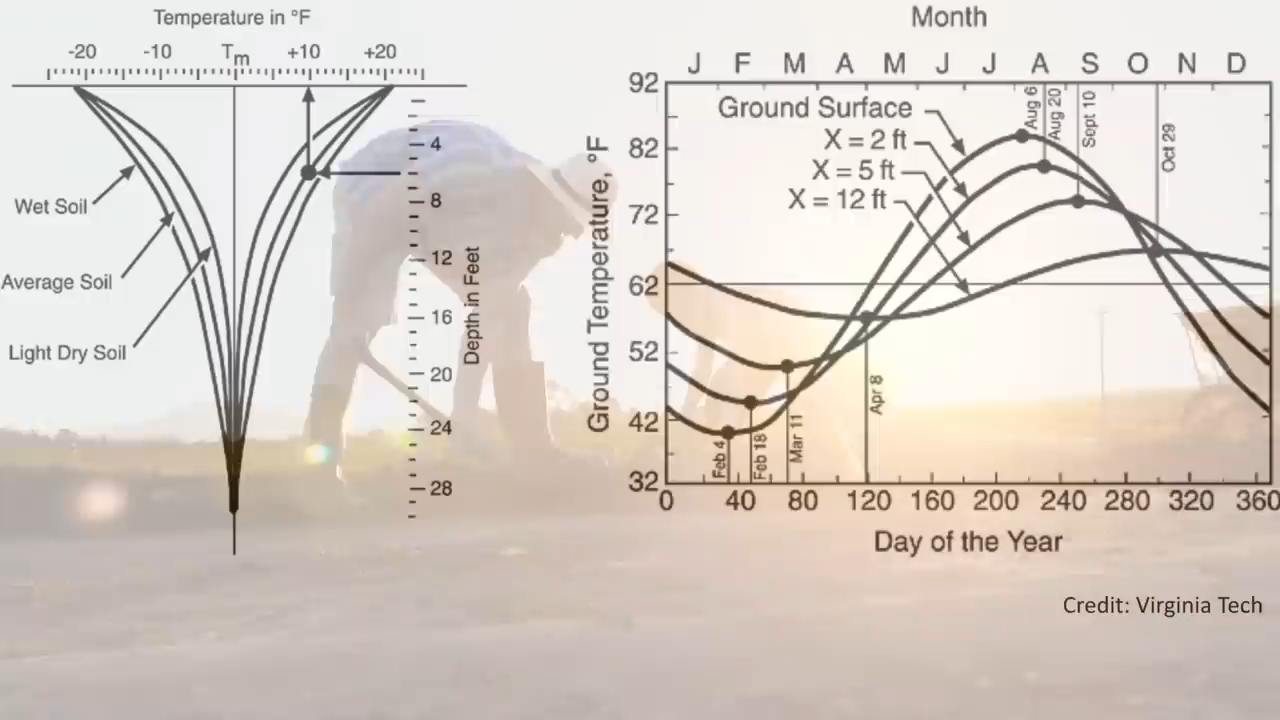 Temperature in °F
-20 -10 Tm +10 +20
4
8
12
16
20
24
28
Depth in Feet
Wet Soil
Average Soil
Light Dry Soil
Month
J F M A M J J A S O N D
92
82
72
62
52
42
32
Ground Temperature, °F
Ground Surface
X = 2 ft
X = 5 ft
X = 12 ft
Aug 6
Aug 20
Sept 10
Oct 29
Feb 4
Feb 18
Mar 11
Apr 8
0 40 80 120 160 200 240 280 320 360
Day of the Year
Credit: Virginia Tech